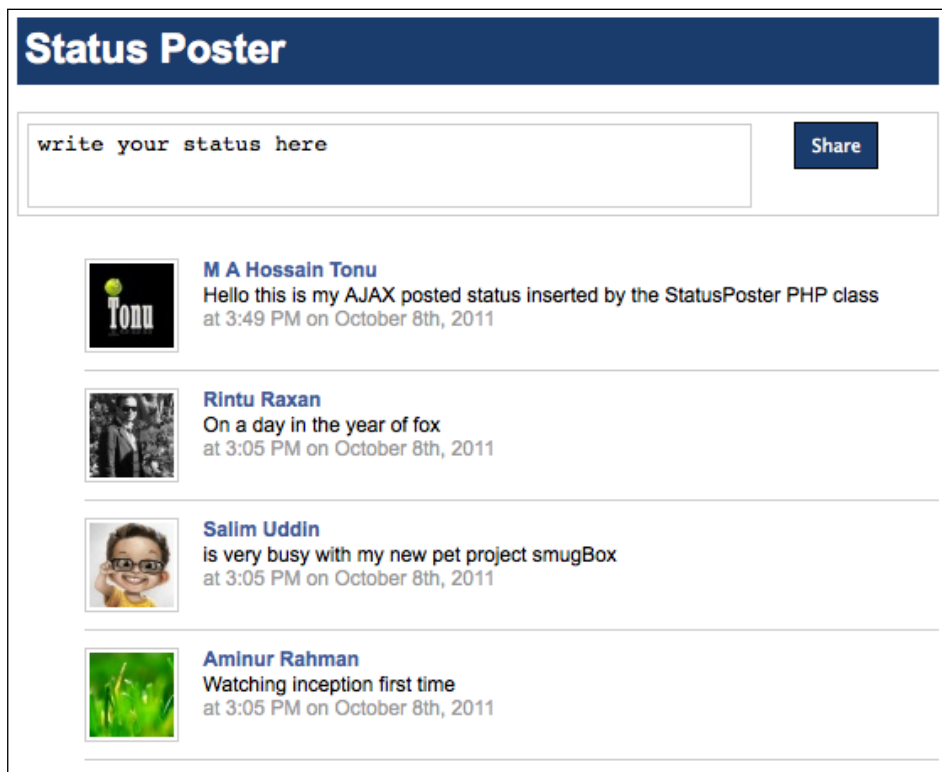 Status Poster
write your status here
Share
M A Hossain Tonu
Hello this is my AJAX posted status inserted by the StatusPoster PHP class
at 3:49 PM on October 8th, 2011
Tonu
Rintu Raxan
On a day in the year of fox
at 3:05 PM on October 8th, 2011
Salim Uddin
is very busy with my new pet project smugBox
at 3:05 PM on October 8th, 2011
Aminur Rahman
Watching inception first time
at 3:05 PM on October 8th, 2011